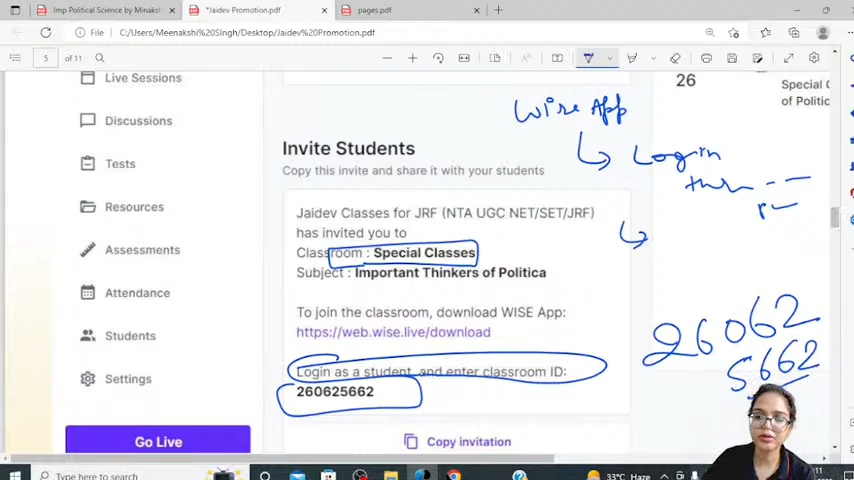 Imp Political Science by Minaksh
*Jaidev Promotion.pdf
pages.pdf
File
C:/Users/Meenakshi%20Singh/Desktop/Jaidev%20Promotion.pdf
5 of 11
Live Sessions
Discussions
Tests
Resources
Assessments
Attendance
Students
Settings
Go Live
Invite Students
Copy this invite and share it with your students
Jaidev Classes for JRF (NTA UGC NET/SET/JRF)
has invited you to
Classroom : Special Classes
Subject : Important Thinkers of Politica
To join the classroom, download WISE App:
https://web.wise.live/download
Login as a student, and enter classroom ID:
260625662
Copy invitation
26
Special C
of Politic
Wise App
Login
26062
5662
Type here to search
33°C Haze